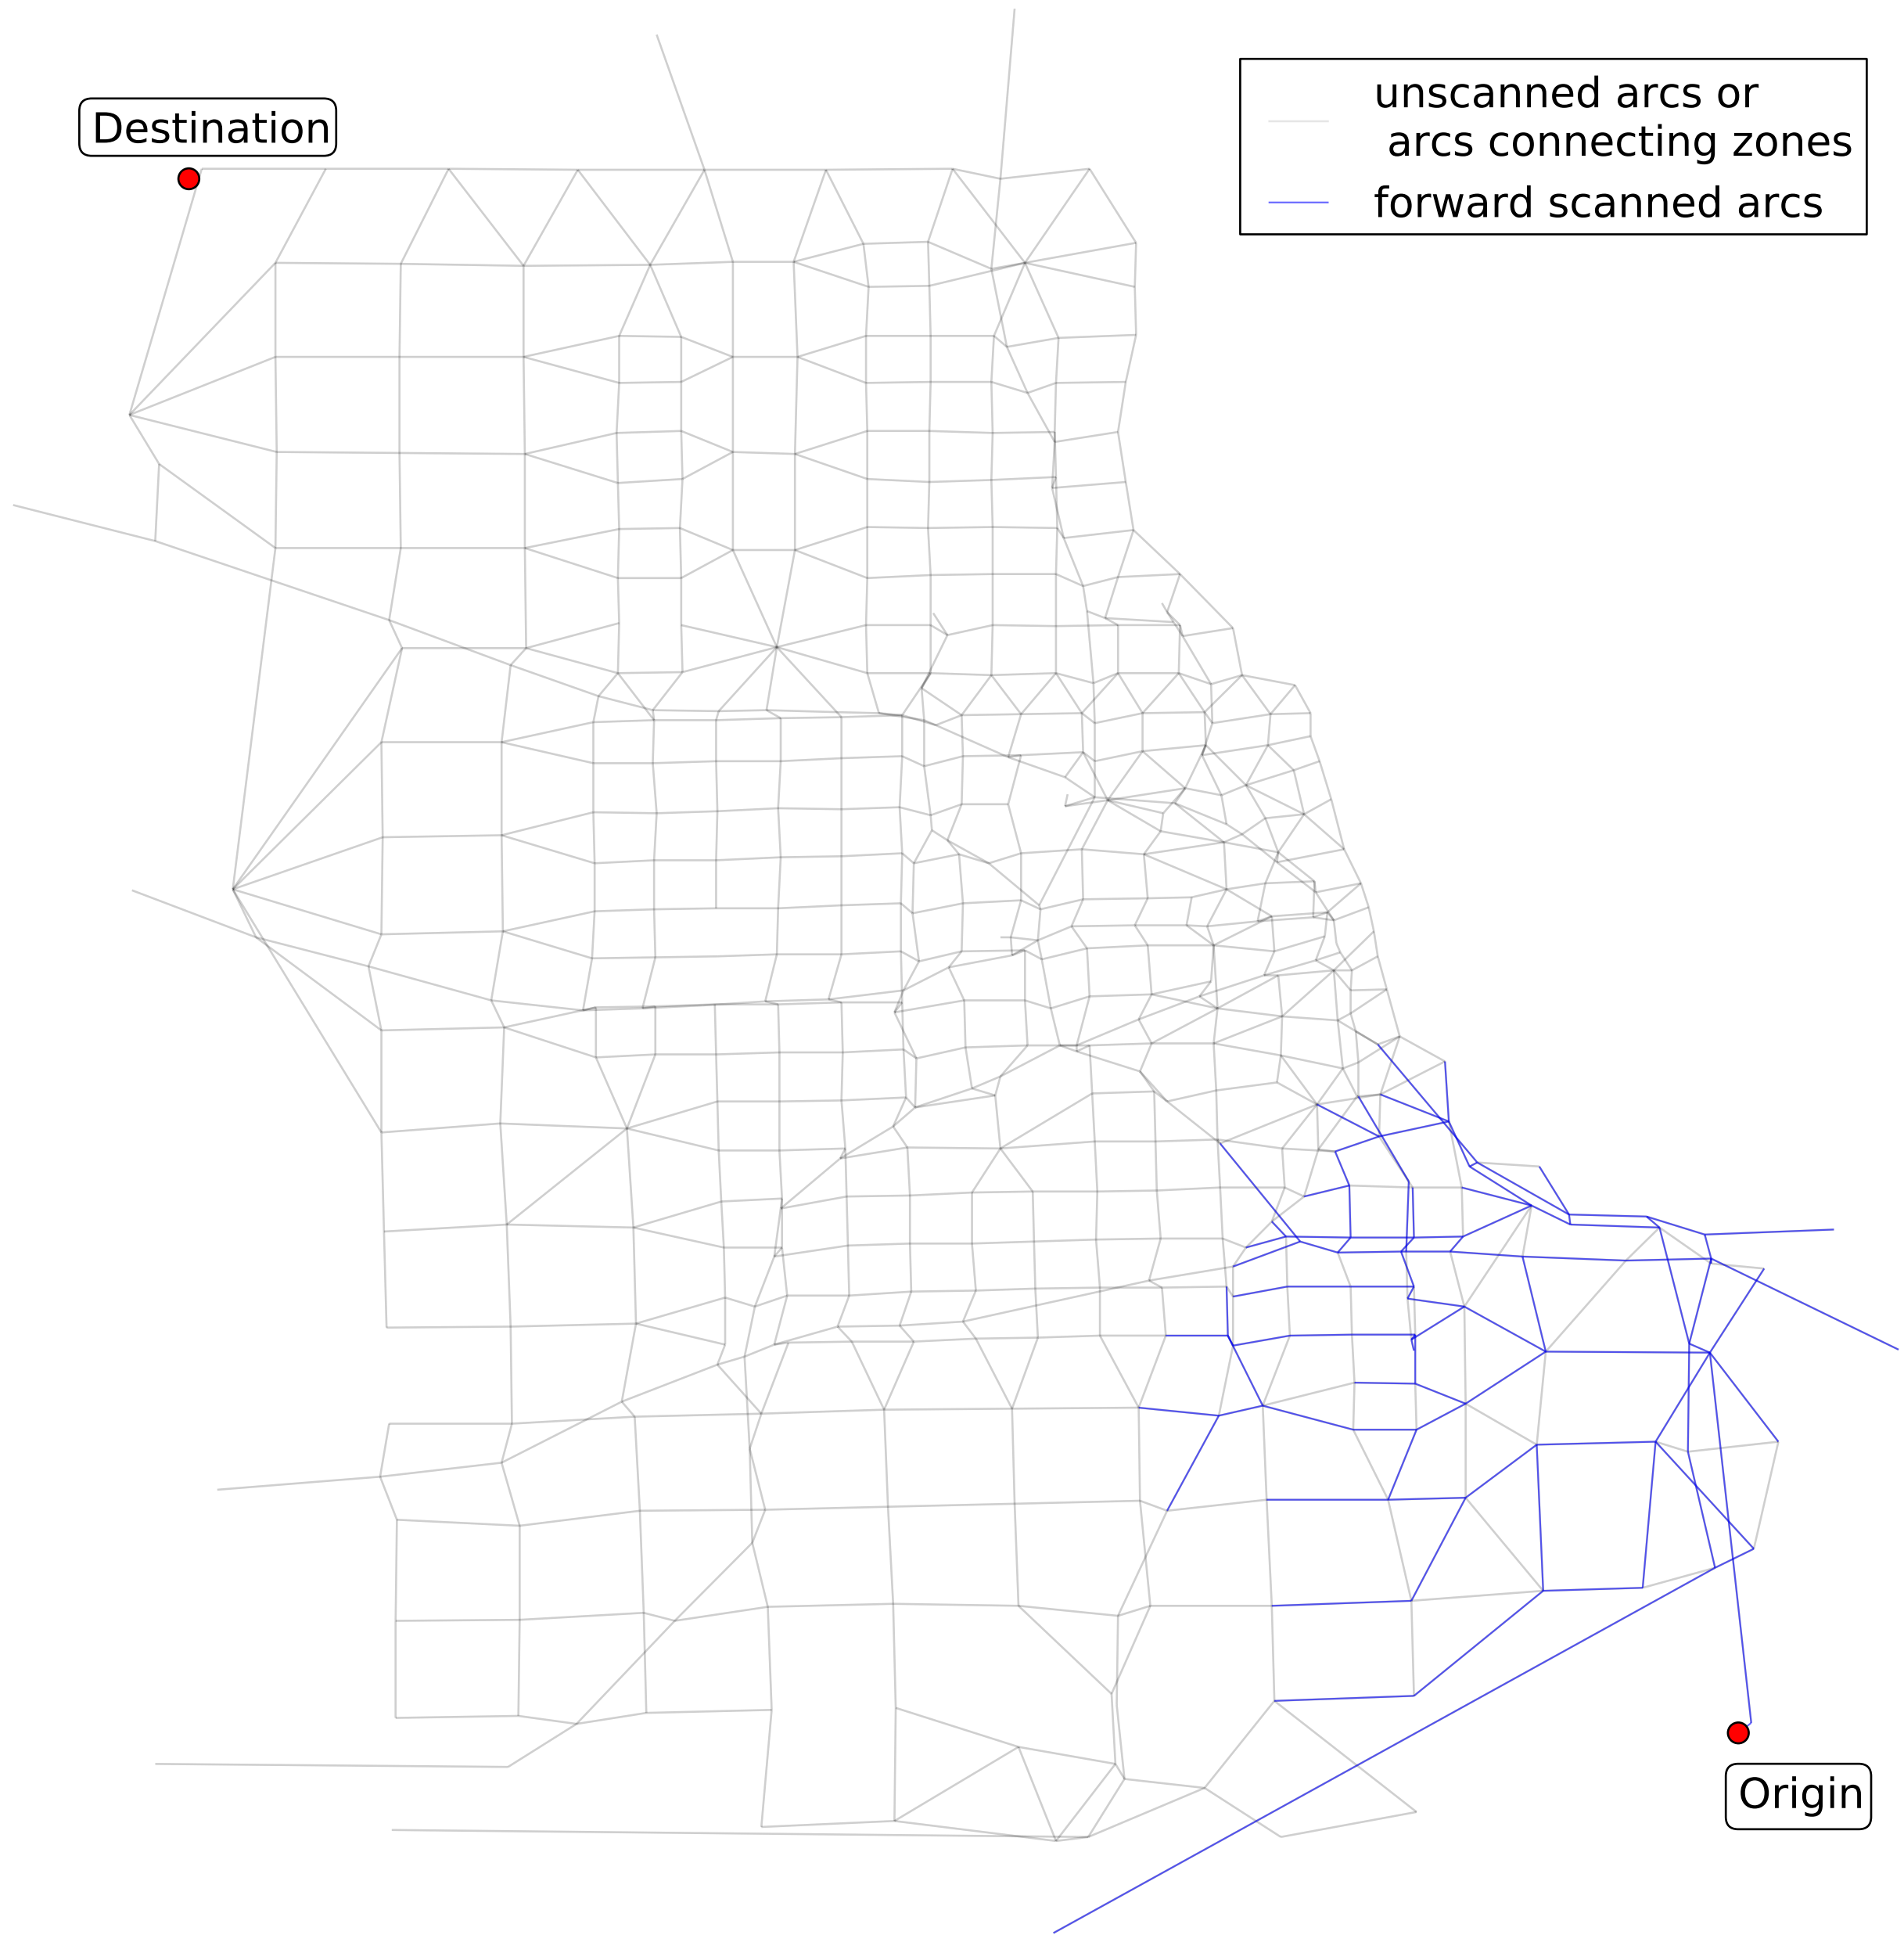 Destination
unscanned arcs or
arcs connecting zones
forward scanned arcs
Origin